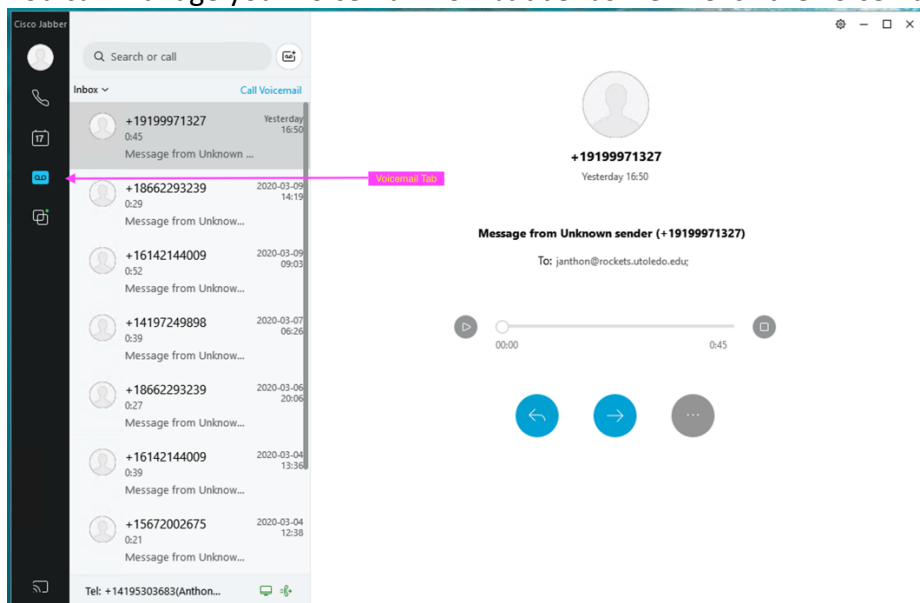 Cisco Jabber
Search or call
Inbox
Call Voicemail
17
+19199971327
Yesterday
16:50
0:45
Message from Unknown ...
Voicemail Tab
+18662293239
2020-03-09
14:19
0:29
Message from Unknow...
+16142144009
2020-03-09
09:03
0:52
Message from Unknow...
+14197249898
2020-03-07
06:26
0:39
Message from Unknow...
+18662293239
2020-03-06
20:06
0:27
Message from Unknow...
+16142144009
2020-03-04
13:36
0:39
Message from Unknow...
+15672002675
2020-03-04
12:38
0:21
Message from Unknow...
Tel: +14195303683(Anthon...
+19199971327
Yesterday 16:50
Message from Unknown sender (+19199971327)
To: janthon@rockets.utoledo.edu;
00:00
0:45